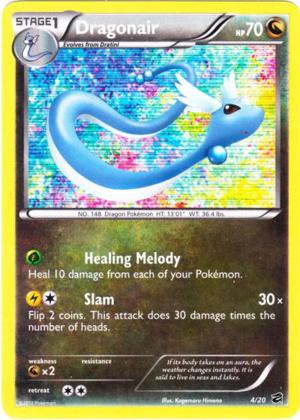 STAGE1
Dragonair
HP70
Evolves from Dratini
NO. 148 Dragon Pokémon HT: 13'01" WT: 36.4 lbs.
Healing Melody
Heal 10 damage from each of your Pokémon.
Slam 30×
Flip 2 coins. This attack does 30 damage times the
number of heads.
weakness resistance
×2
retreat
If its body takes on an aura, the
weather changes instantly. It is
said to live in seas and lakes.
Illus. Kagemaru Himeno 4/20
©2012 Pokémon